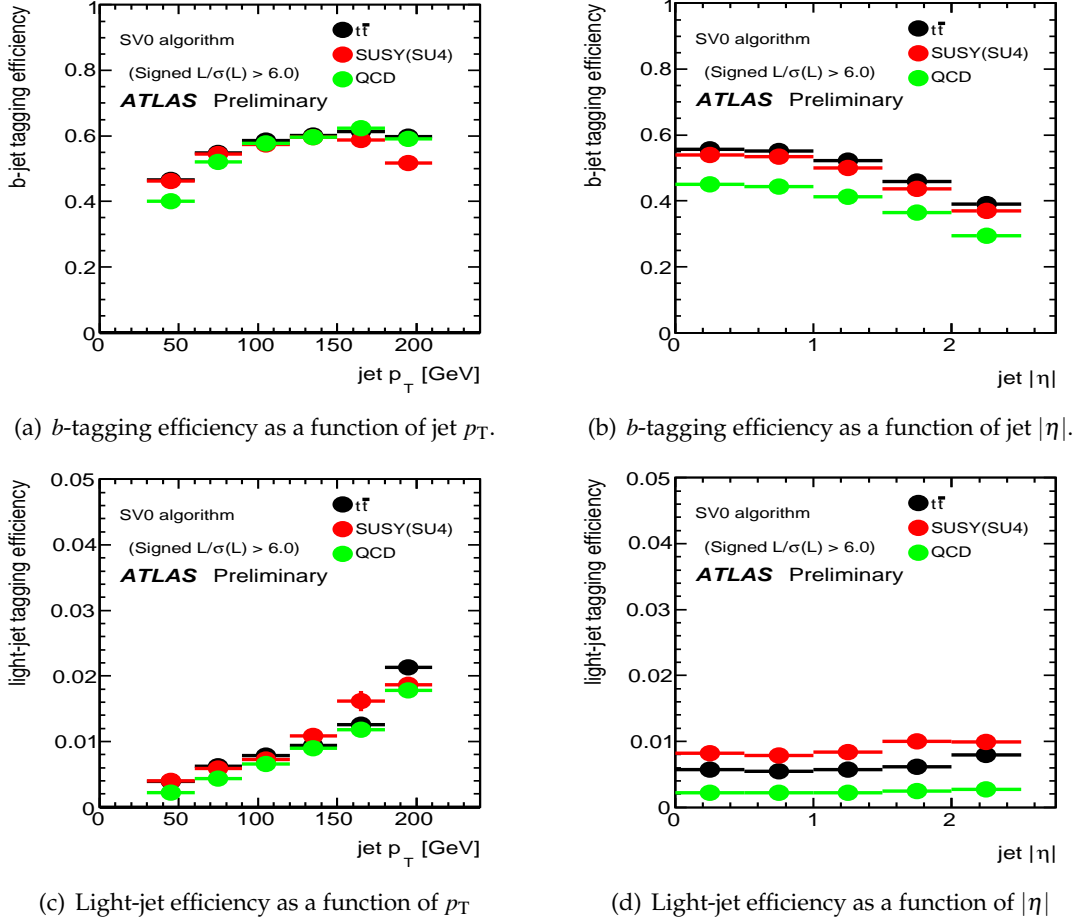 b-jet tagging efficiency
1
0.8
0.6
0.4
0.2
0
SV0 algorithm
(Signed L/σ(L) > 6.0)
ATLAS Preliminary
tt̄
SUSY(SU4)
QCD
0 50 100 150 200
jet p_T [GeV]
(a) b-tagging efficiency as a function of jet p_T.
b-jet tagging efficiency
1
0.8
0.6
0.4
0.2
0
SV0 algorithm
(Signed L/σ(L) > 6.0)
ATLAS Preliminary
tt̄
SUSY(SU4)
QCD
0 1 2
jet |η|
(b) b-tagging efficiency as a function of jet |η|.
light-jet tagging efficiency
0.05
0.04
0.03
0.02
0.01
0
SV0 algorithm
(Signed L/σ(L) > 6.0)
ATLAS Preliminary
tt̄
SUSY(SU4)
QCD
0 50 100 150 200
jet p_T [GeV]
(c) Light-jet efficiency as a function of p_T
light-jet tagging efficiency
0.05
0.04
0.03
0.02
0.01
0
SV0 algorithm
(Signed L/σ(L) > 6.0)
ATLAS Preliminary
tt̄
SUSY(SU4)
QCD
0 1 2
jet |η|
(d) Light-jet efficiency as a function of |η|